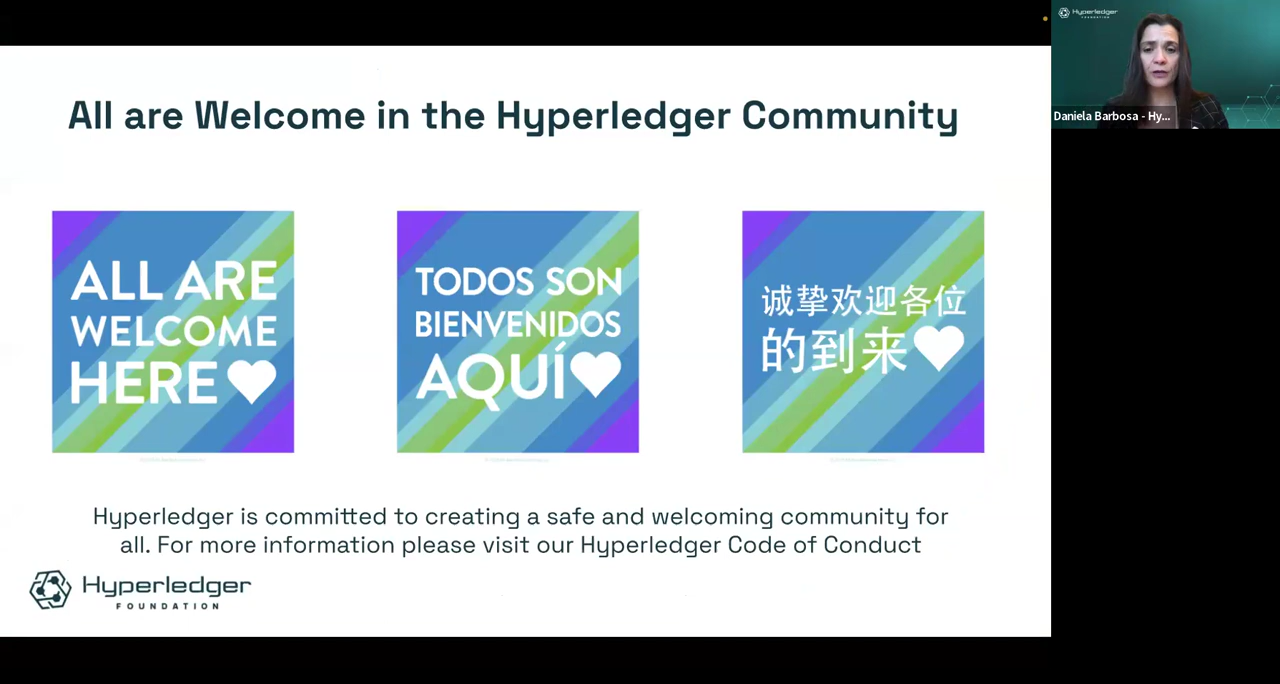 All are Welcome in the Hyperledger Community
ALL ARE
WELCOME
HERE
TODOS SON
BIENVENIDOS
AQUÍ
诚挚欢迎各位
的到来
Hyperledger is committed to creating a safe and welcoming community for
all. For more information please visit our Hyperledger Code of Conduct
Hyperledger
FOUNDATION
Hyperledger
FOUNDATION
Daniela Barbosa - Hy...